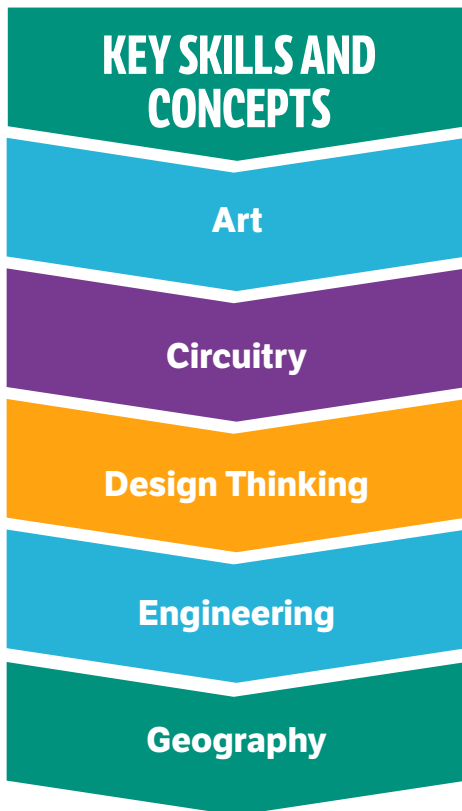 KEY SKILLS AND
CONCEPTS
Art
Circuitry
Design Thinking
Engineering
Geography